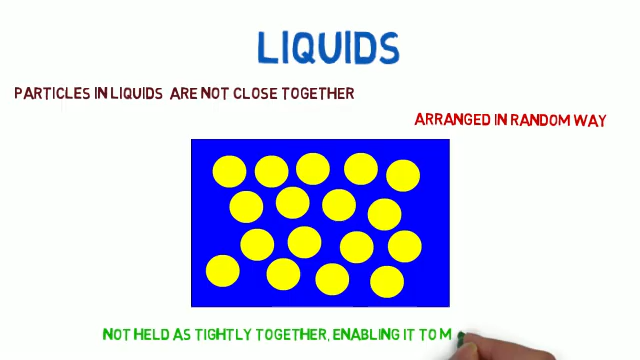 LIQUIDS
PARTICLES IN LIQUIDS ARE NOT CLOSE TOGETHER
ARRANGED IN RANDOM WAY
NOT HELD AS TIGHTLY TOGETHER, ENABLING IT TO M